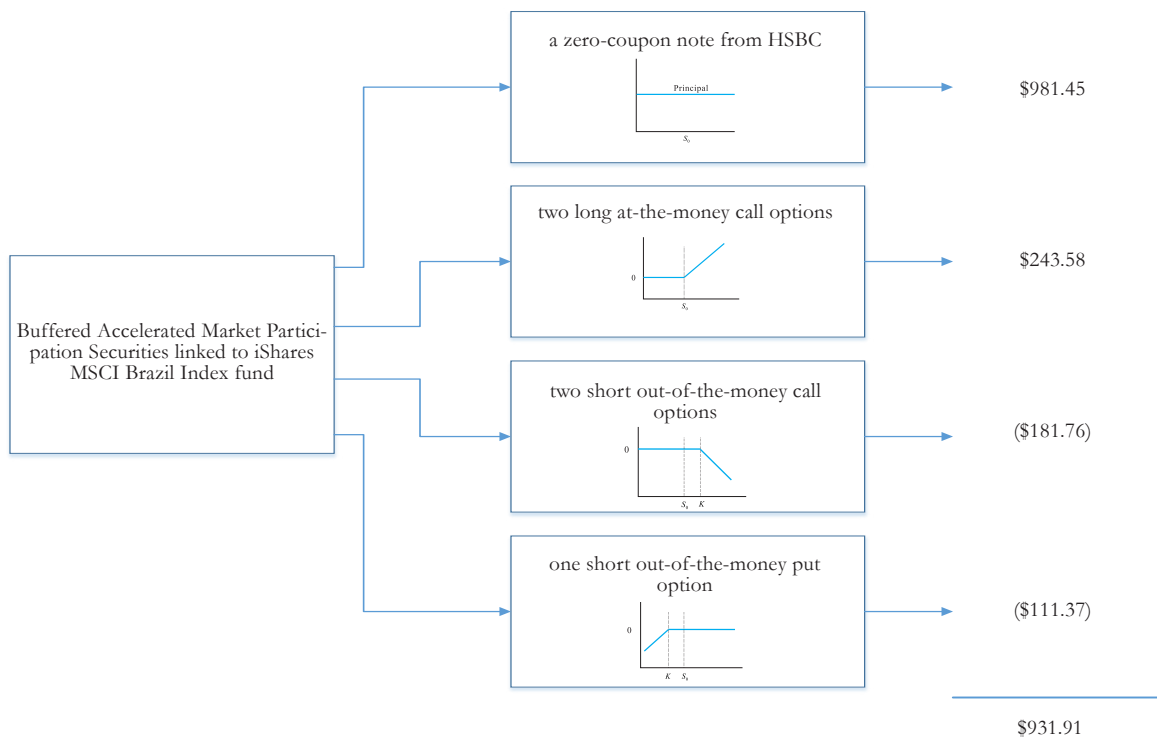 a zero-coupon note from HSBC
Principal
S₀
$981.45
two long at-the-money call options
0
S₀
$243.58
Buffered Accelerated Market Partici-
pation Securities linked to iShares
MSCI Brazil Index fund
two short out-of-the-money call
options
0
S₀ K
($181.76)
one short out-of-the-money put
option
0
K S₀
($111.37)
$931.91